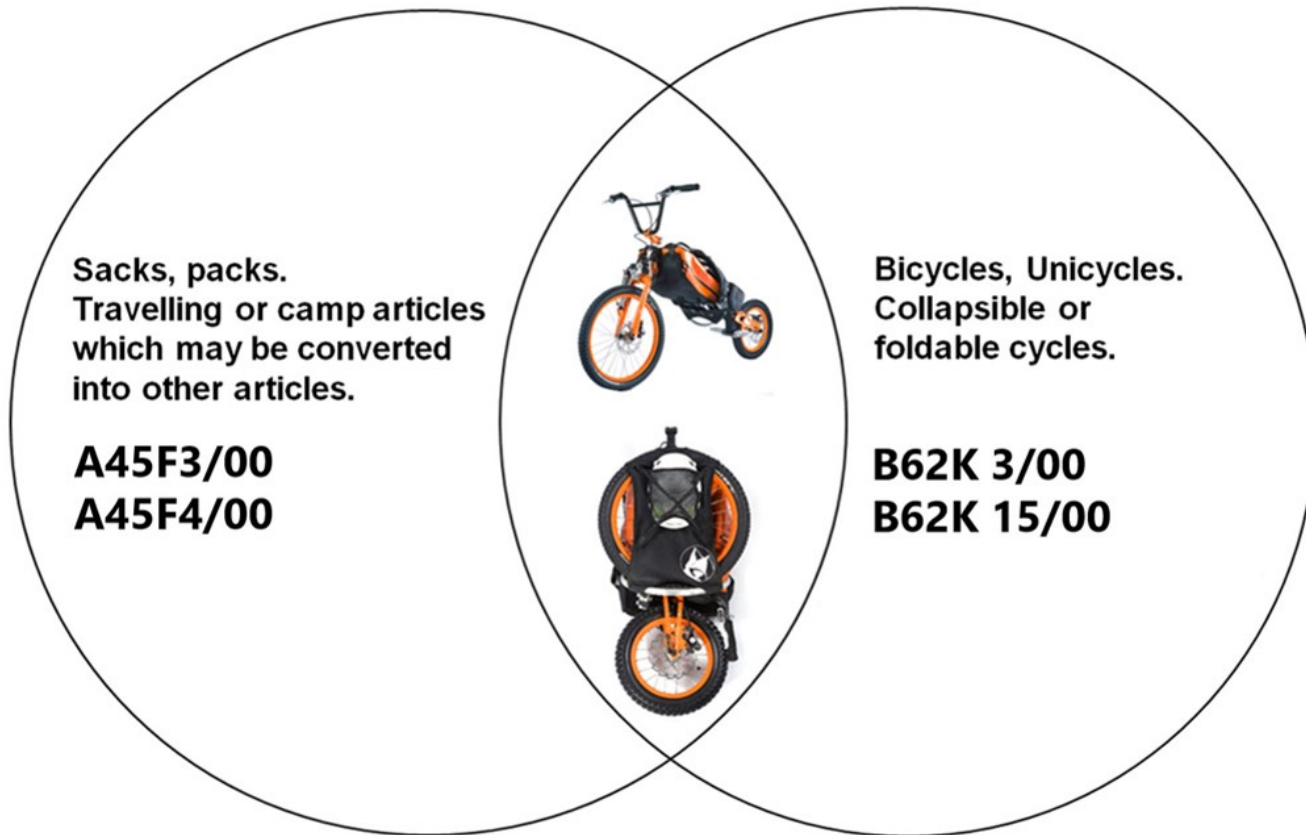 Sacks, packs.
Travelling or camp articles
which may be converted
into other articles.
A45F3/00
A45F4/00
Bicycles, Unicycles.
Collapsible or
foldable cycles.
B62K 3/00
B62K 15/00